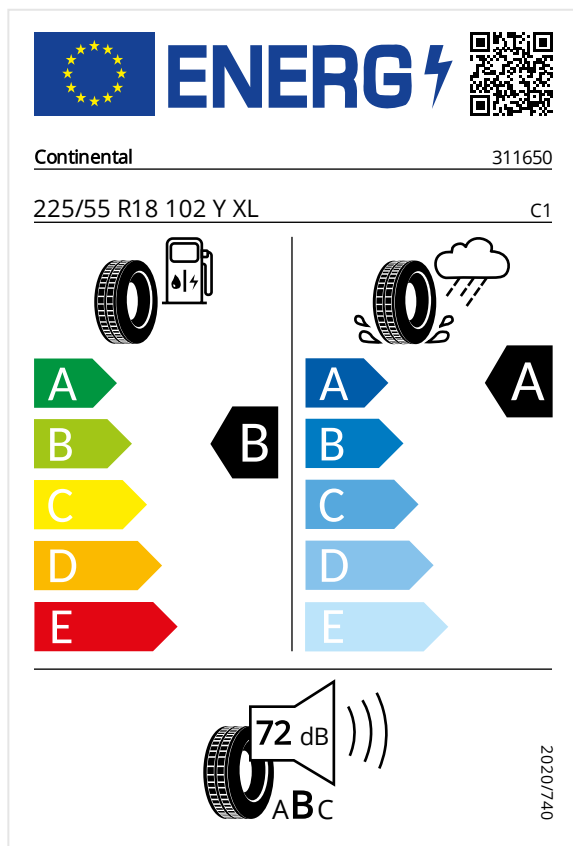 ENERG
Continental 311650
225/55 R18 102 Y XL C1
A A A
B B B
C C
D D
E E
72 dB
ABC
2020/740